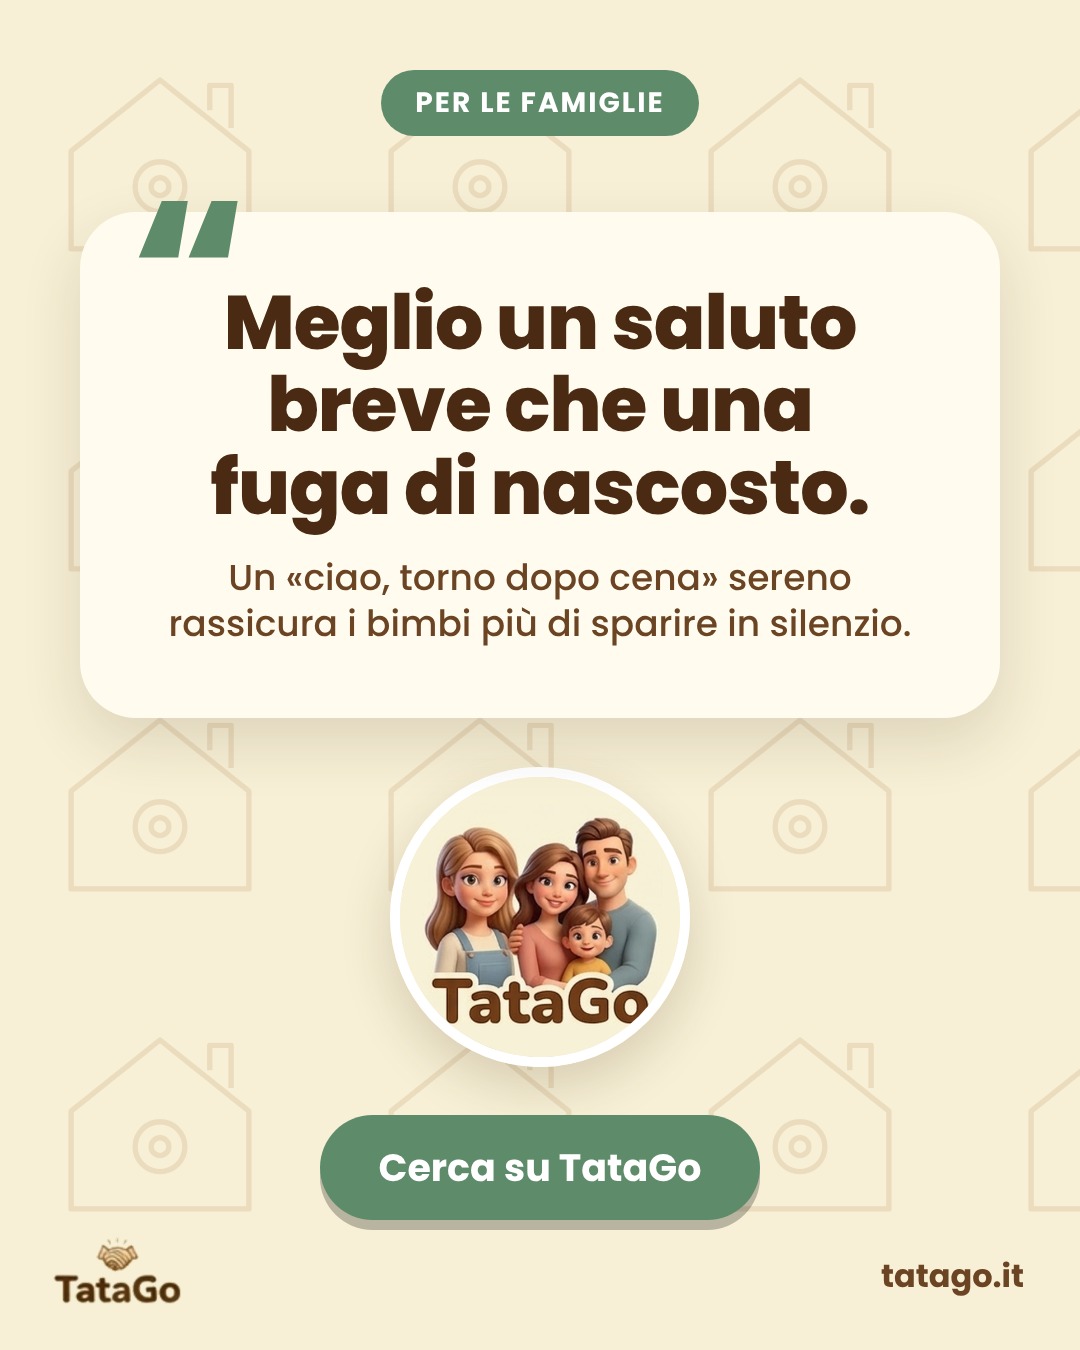 PER LE FAMIGLIE
“
Meglio un saluto
breve che una
fuga di nascosto.
Un «ciao, torno dopo cena» sereno
rassicura i bimbi più di sparire in silenzio.
TataGo
Cerca su TataGo
TataGo
tatago.it